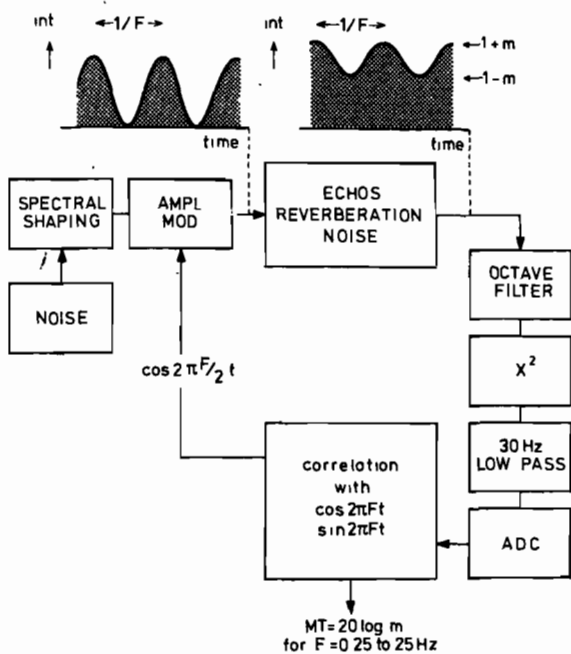 int
←1/F→
int
←1/F→
←1+m
←1−m
time
time
SPECTRAL
SHAPING
AMPL
MOD
ECHOS
REVERBERATION
NOISE
OCTAVE
FILTER
NOISE
cos 2πF/2 t
X²
30 Hz
LOW PASS
correlation
with
cos 2πFt
sin 2πFt
ADC
MT = 20 log m
for F = 0 25 to 25 Hz